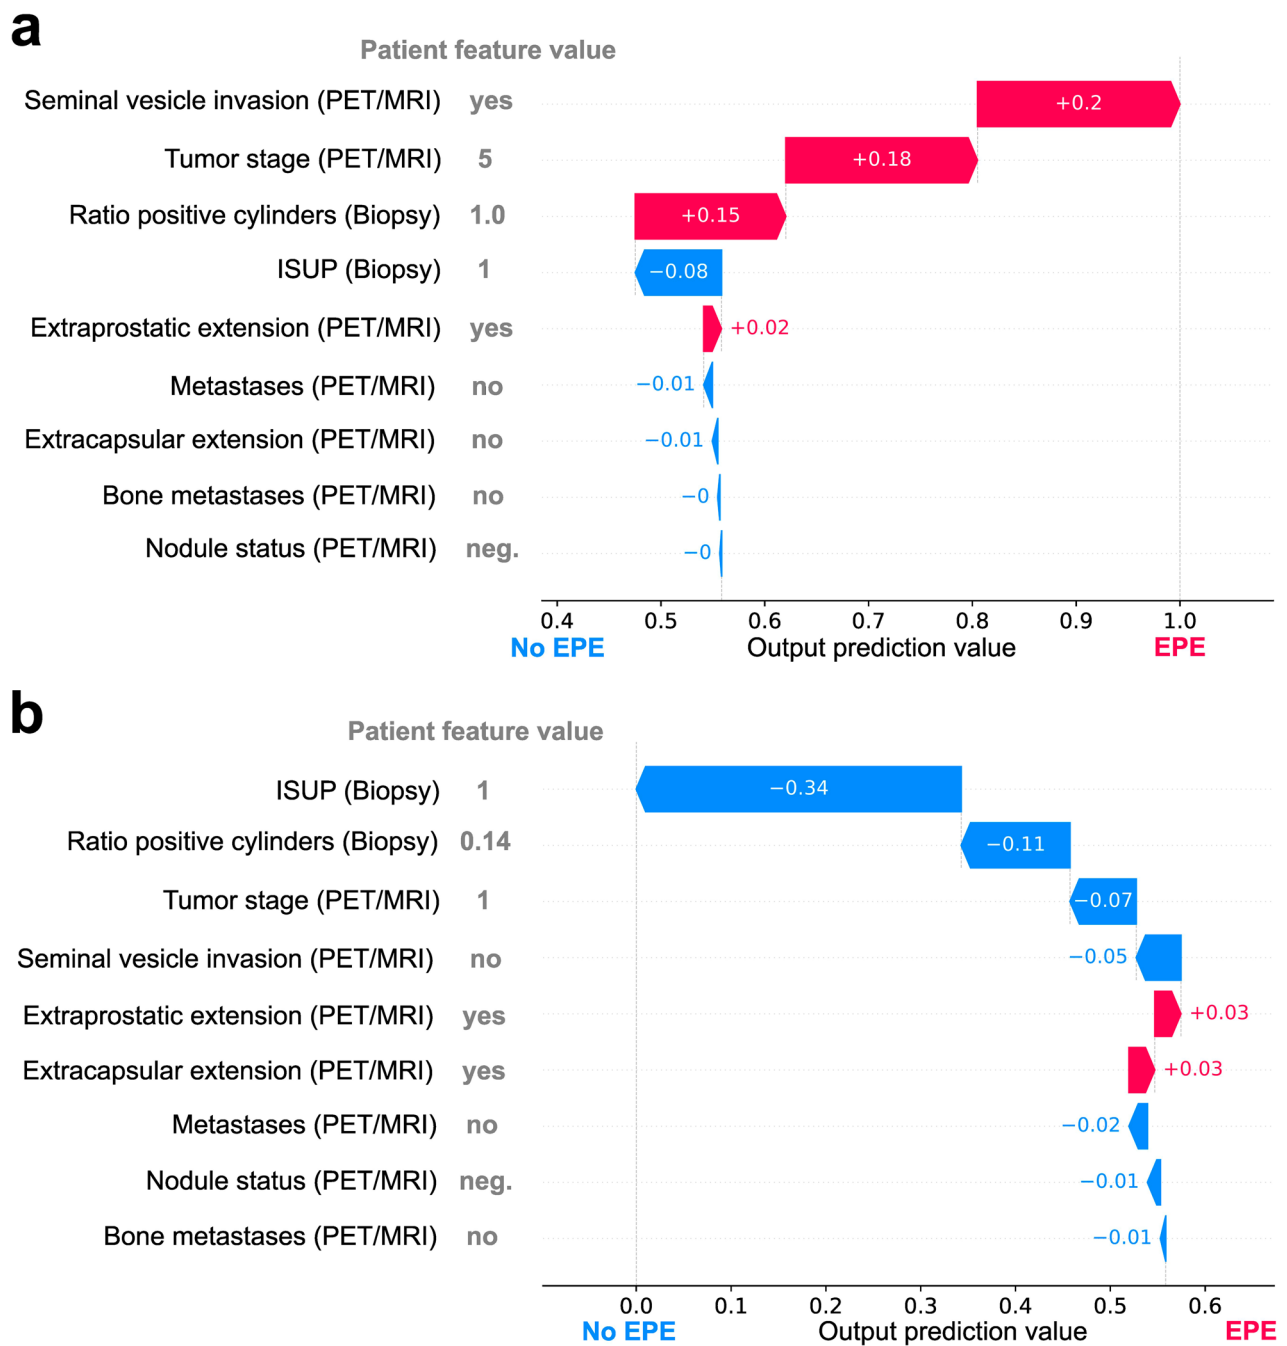 a
Patient feature value
Seminal vesicle invasion (PET/MRI) yes +0.2
Tumor stage (PET/MRI) 5 +0.18
Ratio positive cylinders (Biopsy) 1.0 +0.15
ISUP (Biopsy) 1 −0.08
Extraprostatic extension (PET/MRI) yes +0.02
Metastases (PET/MRI) no −0.01
Extracapsular extension (PET/MRI) no −0.01
Bone metastases (PET/MRI) no −0
Nodule status (PET/MRI) neg. −0
0.4 0.5 0.6 0.7 0.8 0.9 1.0
No EPE Output prediction value EPE
b
Patient feature value
ISUP (Biopsy) 1 −0.34
Ratio positive cylinders (Biopsy) 0.14 −0.11
Tumor stage (PET/MRI) 1 −0.07
Seminal vesicle invasion (PET/MRI) no −0.05
Extraprostatic extension (PET/MRI) yes +0.03
Extracapsular extension (PET/MRI) yes +0.03
Metastases (PET/MRI) no −0.02
Nodule status (PET/MRI) neg. −0.01
Bone metastases (PET/MRI) no −0.01
0.0 0.1 0.2 0.3 0.4 0.5 0.6
No EPE Output prediction value EPE